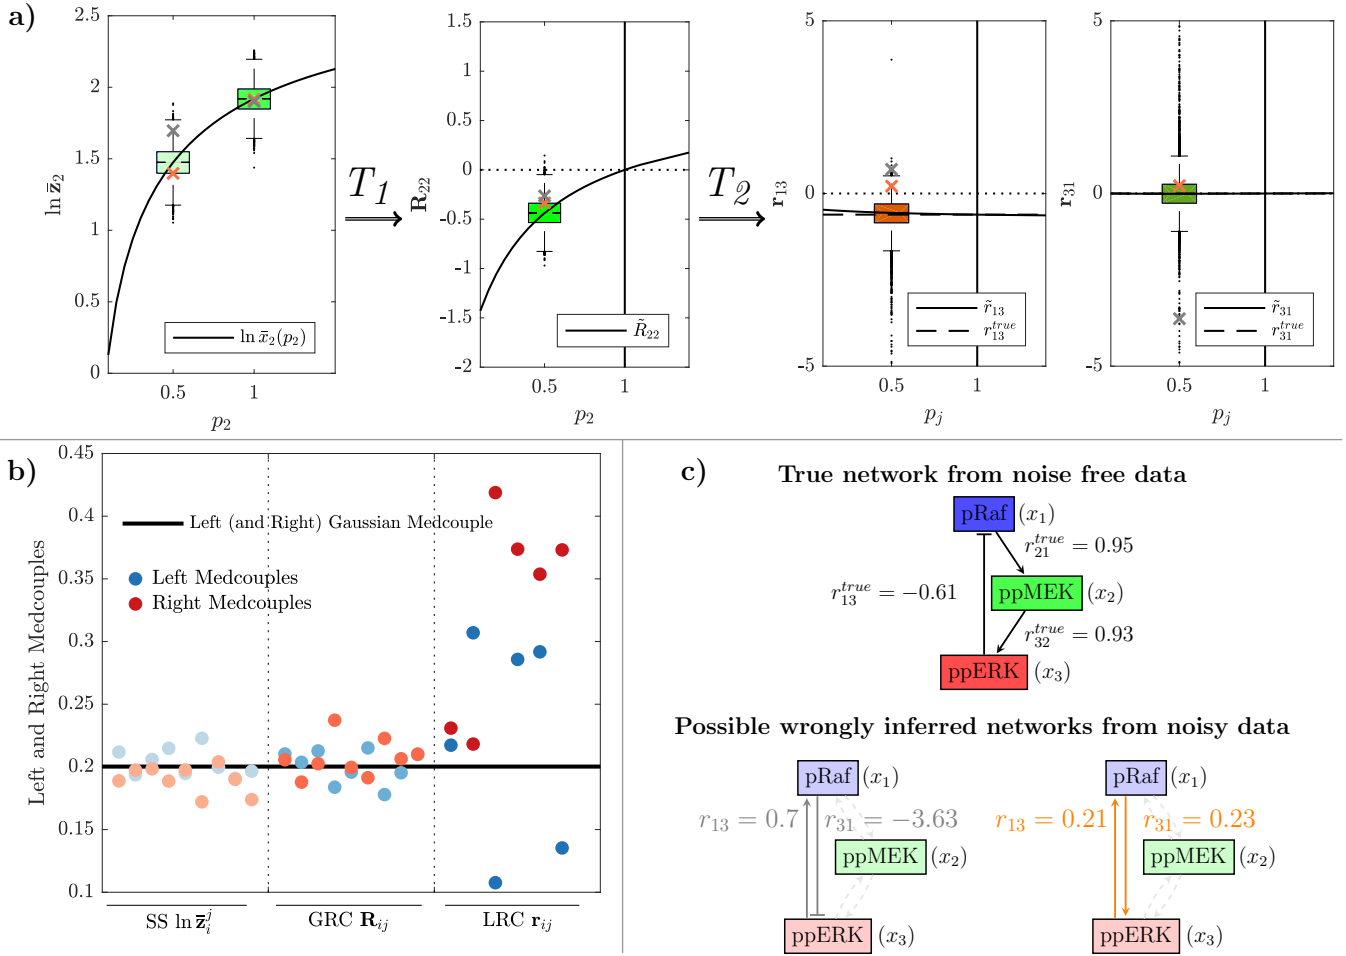 a)
2.5
2
1.5
1
0.5
0
ln z̄₂
0.5
1
p₂
ln x̄₂(p₂)
T₁
1.5
1
0.5
0
-0.5
-1
-1.5
-2
R₂₂
0.5
1
p₂
R̃₂₂
T₂
5
0
-5
r₁₃
0.5
1
p_j
r̃₁₃
r₁₃^true
5
0
-5
r₃₁
0.5
1
p_j
r̃₃₁
r₃₁^true
b)
0.45
0.4
0.35
0.3
0.25
0.2
0.15
0.1
Left and Right Medcouples
Left (and Right) Gaussian Medcouple
Left Medcouples
Right Medcouples
SS ln z̄ᵢʲ
GRC R_ij
LRC r_ij
c)
True network from noise free data
pRaf (x₁)
r₂₁^true = 0.95
r₁₃^true = −0.61
ppMEK (x₂)
r₃₂^true = 0.93
ppERK (x₃)
Possible wrongly inferred networks from noisy data
pRaf (x₁)
r₁₃ = 0.7
r₃₁ = −3.63
ppMEK (x₂)
ppERK (x₃)
pRaf (x₁)
r₁₃ = 0.21
r₃₁ = 0.23
ppMEK (x₂)
ppERK (x₃)